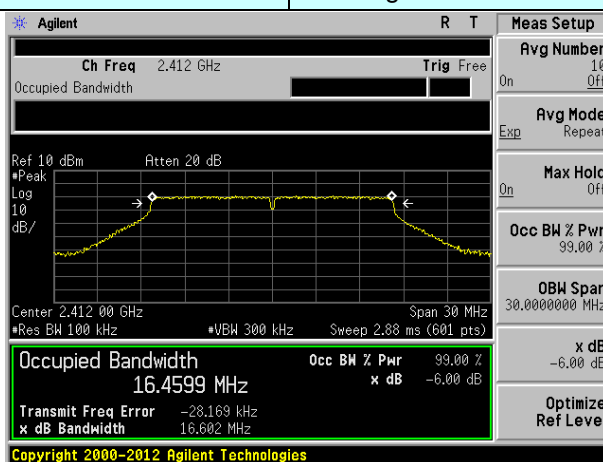 Agilent R T Meas Setup
Ch Freq 2.412 GHz Trig Free
Occupied Bandwidth
Avg Number
10
On Off
Avg Mode
Exp Repeat
Max Hold
On Off
Occ BW % Pwr
99.00 %
OBW Span
30.0000000 MHz
x dB
-6.00 dB
Optimize
Ref Level
Ref 10 dBm Atten 20 dB
#Peak
Log
10
dB/
Center 2.412 00 GHz Span 30 MHz
#Res BW 100 kHz #VBW 300 kHz Sweep 2.88 ms (601 pts)
Occupied Bandwidth Occ BW % Pwr 99.00 %
16.4599 MHz x dB -6.00 dB
Transmit Freq Error -28.169 kHz
x dB Bandwidth 16.602 MHz
Copyright 2000-2012 Agilent Technologies